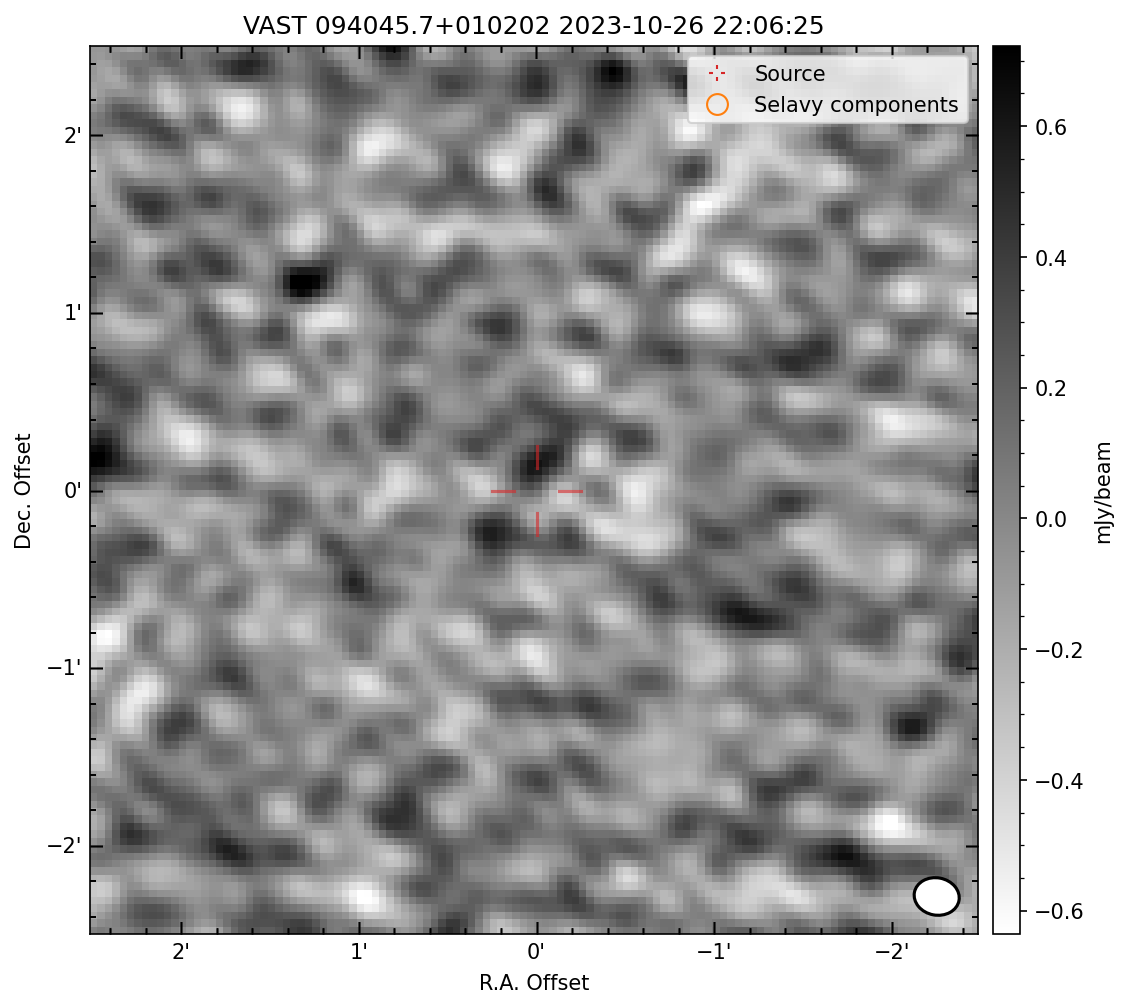 VAST 094045.7+010202 2023-10-26 22:06:25
Source
Selavy components
2'
1'
0'
−1'
−2'
Dec. Offset
2'
1'
0'
−1'
−2'
R.A. Offset
0.6
0.4
0.2
0.0
−0.2
−0.4
−0.6
mJy/beam